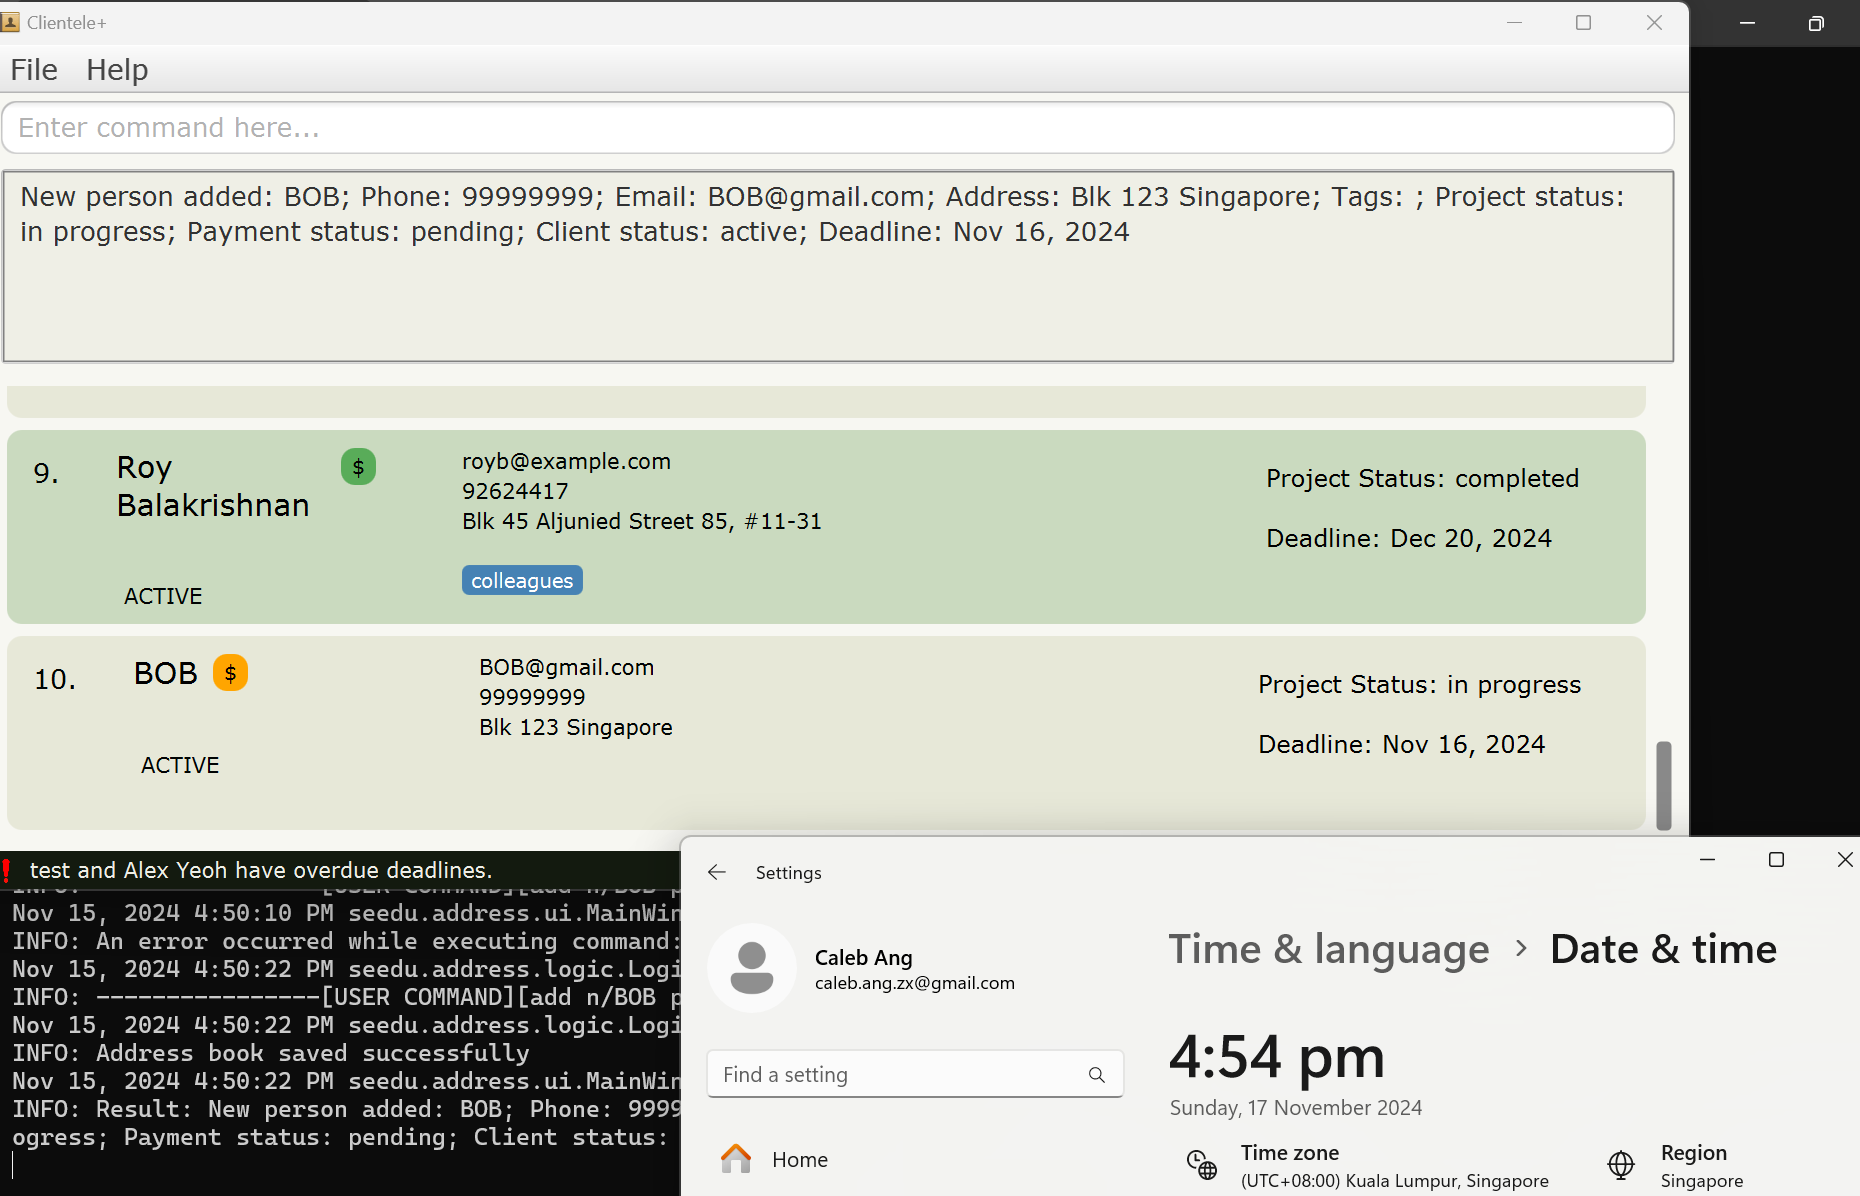 Clientele+
File Help
Enter command here...
New person added: BOB; Phone: 99999999; Email: BOB@gmail.com; Address: Blk 123 Singapore; Tags: ; Project status:
in progress; Payment status: pending; Client status: active; Deadline: Nov 16, 2024
9.
Roy
Balakrishnan
$
ACTIVE
royb@example.com
92624417
Blk 45 Aljunied Street 85, #11-31
colleagues
Project Status: completed
Deadline: Dec 20, 2024
10.
BOB
$
ACTIVE
BOB@gmail.com
99999999
Blk 123 Singapore
Project Status: in progress
Deadline: Nov 16, 2024
! test and Alex Yeoh have overdue deadlines.
INFO: ----------------[USER COMMAND][add n/BOB p
Nov 15, 2024 4:50:10 PM seedu.address.ui.MainWin
INFO: An error occurred while executing command:
Nov 15, 2024 4:50:22 PM seedu.address.logic.Logi
INFO: ----------------[USER COMMAND][add n/BOB p
Nov 15, 2024 4:50:22 PM seedu.address.logic.Logi
INFO: Address book saved successfully
Nov 15, 2024 4:50:22 PM seedu.address.ui.MainWin
INFO: Result: New person added: BOB; Phone: 9999
ogress; Payment status: pending; Client status:
Settings
Caleb Ang
caleb.ang.zx@gmail.com
Find a setting
Home
Time & language > Date & time
4:54 pm
Sunday, 17 November 2024
Time zone
(UTC+08:00) Kuala Lumpur, Singapore
Region
Singapore